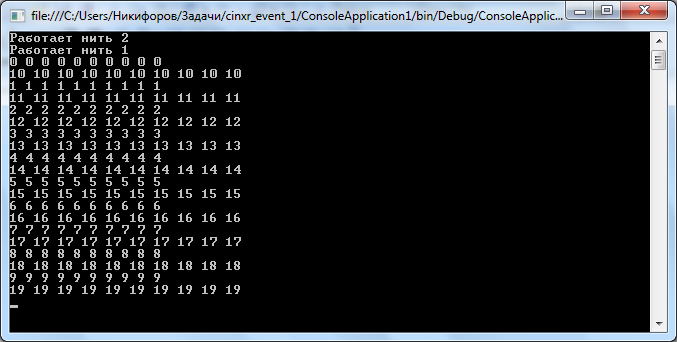 file:///C:/Users/Никифоров/Задачи/cinxr_event_1/ConsoleApplication1/bin/Debug/ConsoleApplic...
Работает нить 2
Работает нить 1
0 0 0 0 0 0 0 0 0 0
10 10 10 10 10 10 10 10 10 10
1 1 1 1 1 1 1 1 1 1
11 11 11 11 11 11 11 11 11 11
2 2 2 2 2 2 2 2 2 2
12 12 12 12 12 12 12 12 12 12
3 3 3 3 3 3 3 3 3 3
13 13 13 13 13 13 13 13 13 13
4 4 4 4 4 4 4 4 4 4
14 14 14 14 14 14 14 14 14 14
5 5 5 5 5 5 5 5 5 5
15 15 15 15 15 15 15 15 15 15
6 6 6 6 6 6 6 6 6 6
16 16 16 16 16 16 16 16 16 16
7 7 7 7 7 7 7 7 7 7
17 17 17 17 17 17 17 17 17 17
8 8 8 8 8 8 8 8 8 8
18 18 18 18 18 18 18 18 18 18
9 9 9 9 9 9 9 9 9 9
19 19 19 19 19 19 19 19 19 19